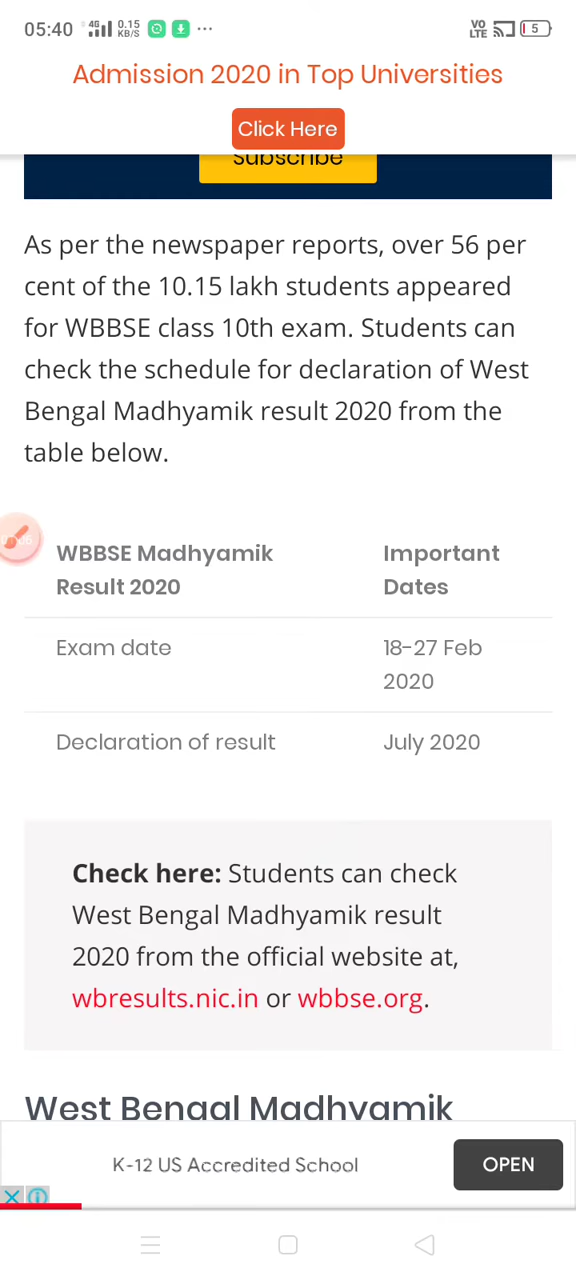 05:40 4G 0.15 KB/S ... VO LTE 5
Admission 2020 in Top Universities
Click Here
Subscribe
As per the newspaper reports, over 56 per
cent of the 10.15 lakh students appeared
for WBBSE class 10th exam. Students can
check the schedule for declaration of West
Bengal Madhyamik result 2020 from the
table below.
WBBSE Madhyamik Important
Result 2020 Dates
Exam date 18-27 Feb
2020
Declaration of result July 2020
Check here: Students can check
West Bengal Madhyamik result
2020 from the official website at,
wbresults.nic.in or wbbse.org.
West Bengal Madhyamik
K-12 US Accredited School OPEN